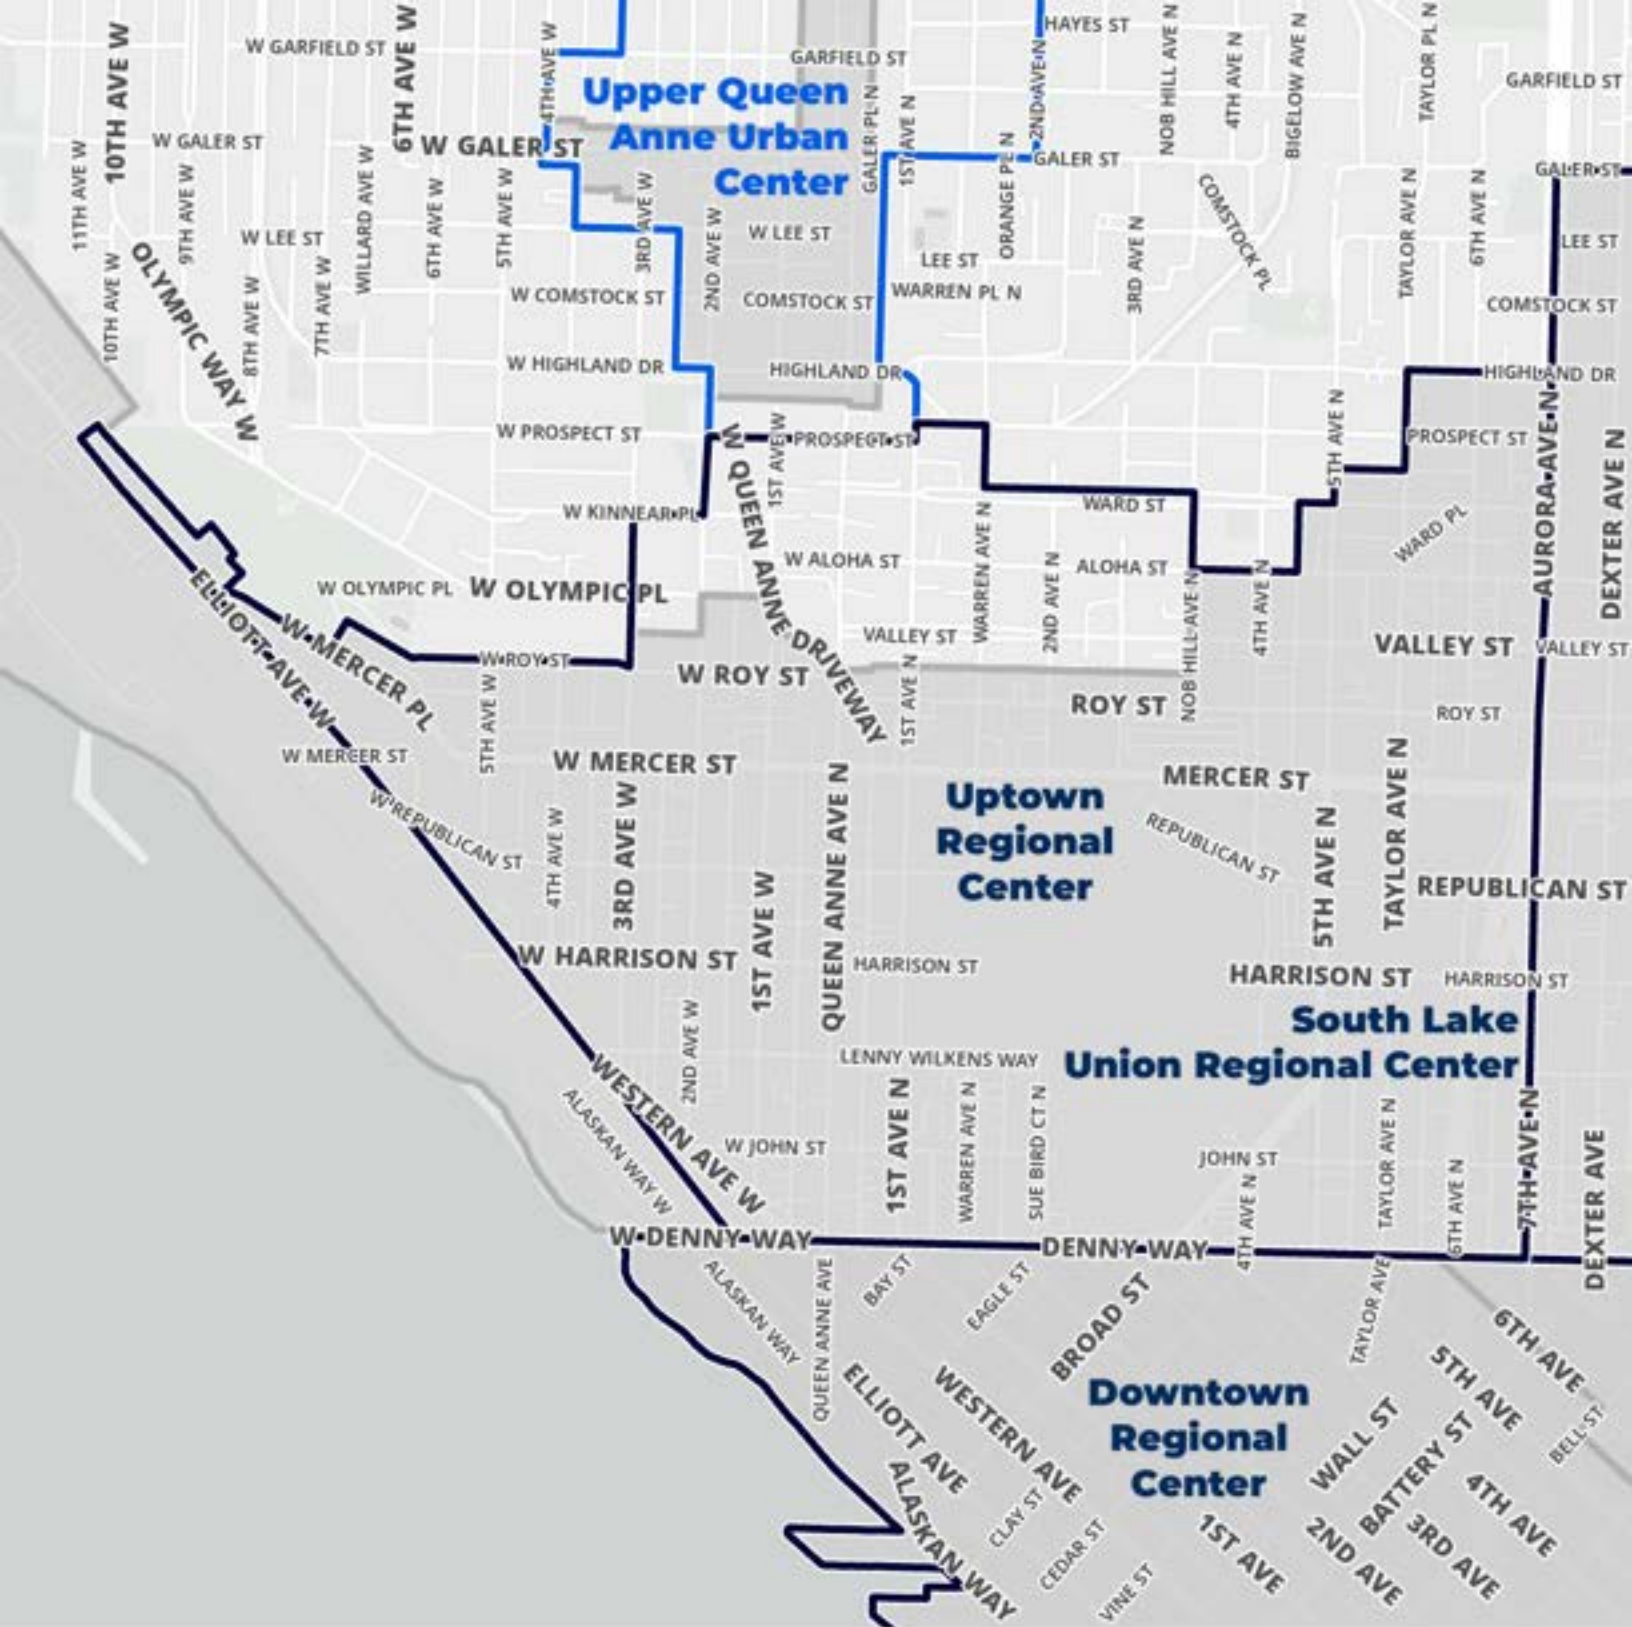 HAYES ST
W GARFIELD ST
GARFIELD ST
GARFIELD ST
10TH AVE W
6TH AVE W
4TH AVE W
2ND AVE N
NOB HILL AVE N
4TH AVE N
BIGELOW AVE N
TAYLOR PL N
Upper Queen
Anne Urban
Center
GALER PL N
1ST AVE N
W GALER ST
W GALER ST
GALER ST
GALER ST
11TH AVE W
9TH AVE W
WILLARD AVE W
6TH AVE W
5TH AVE W
3RD AVE W
2ND AVE W
ORANGE PL N
3RD AVE N
COMSTOCK PL
TAYLOR AVE N
6TH AVE N
W LEE ST
W LEE ST
LEE ST
LEE ST
10TH AVE W
OLYMPIC WAY W
8TH AVE W
7TH AVE W
W COMSTOCK ST
COMSTOCK ST
WARREN PL N
COMSTOCK ST
W HIGHLAND DR
HIGHLAND DR
HIGHLAND DR
W PROSPECT ST
PROSPECT ST
PROSPECT ST
1ST AVE W
5TH AVE N
AURORA AVE N
DEXTER AVE N
W KINNEAR PL
W QUEEN ANNE DRIVEWAY
WARD ST
WARD PL
W ALOHA ST
ALOHA ST
WARREN AVE N
2ND AVE N
NOB HILL AVE N
4TH AVE N
W OLYMPIC PL
W OLYMPIC PL
ELLIOTT AVE W
W MERCER PL
VALLEY ST
VALLEY ST
VALLEY ST
W ROY ST
W ROY ST
1ST AVE N
ROY ST
ROY ST
5TH AVE W
W MERCER ST
W MERCER ST
MERCER ST
Uptown
Regional
Center
W REPUBLICAN ST
REPUBLICAN ST
REPUBLICAN ST
4TH AVE W
3RD AVE W
1ST AVE W
QUEEN ANNE AVE N
5TH AVE N
TAYLOR AVE N
W HARRISON ST
HARRISON ST
HARRISON ST
HARRISON ST
South Lake
Union Regional Center
2ND AVE W
LENNY WILKENS WAY
WESTERN AVE W
ALASKAN WAY W
1ST AVE N
WARREN AVE N
SUE BIRD CT N
TAYLOR AVE N
7TH AVE N
W JOHN ST
JOHN ST
4TH AVE N
6TH AVE N
DEXTER AVE
W DENNY WAY
DENNY WAY
ALASKAN WAY
QUEEN ANNE AVE
BAY ST
EAGLE ST
BROAD ST
TAYLOR AVE
6TH AVE
5TH AVE
BELL ST
ELLIOTT AVE
WESTERN AVE
Downtown
Regional
Center
WALL ST
BATTERY ST
4TH AVE
ALASKAN WAY
CLAY ST
CEDAR ST
VINE ST
1ST AVE
2ND AVE
3RD AVE